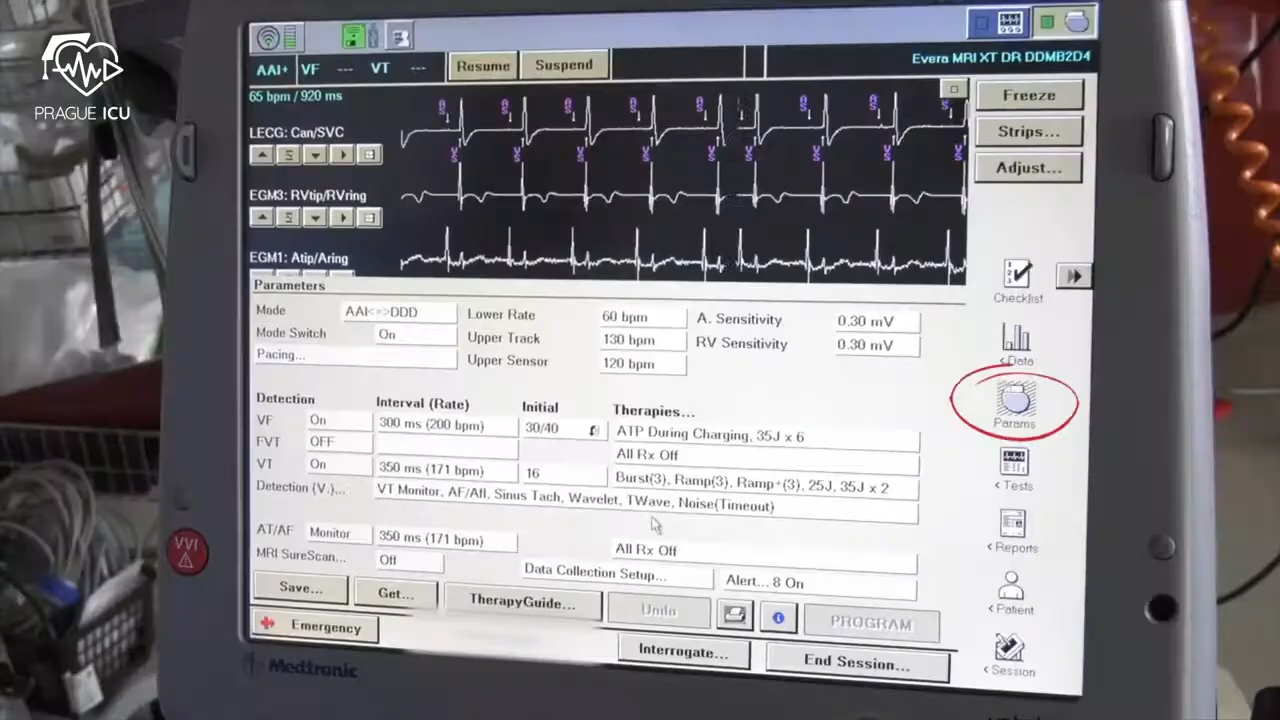 PRAGUE ICU
AAI+ VF --- VT --- Resume Suspend
Evera MRI XT DR DDMB2D4
65 bpm / 920 ms
LECG: Can/SVC
EGM3: RVtip/RVring
EGM1: Atip/Aring
Freeze
Strips...
Adjust...
Checklist
< Data
Params
< Tests
< Reports
< Patient
< Session
Parameters
Mode AAI<=>DDD Lower Rate 60 bpm A. Sensitivity 0.30 mV
Mode Switch On Upper Track 130 bpm RV Sensitivity 0.30 mV
Pacing... Upper Sensor 120 bpm
Detection Interval (Rate) Initial Therapies...
VF On 300 ms (200 bpm) 30/40 ATP During Charging, 35J x 6
FVT OFF All Rx Off
VT On 350 ms (171 bpm) 16 Burst(3), Ramp(3), Ramp+(3), 25J, 35J x 2
Detection (V.)... VT Monitor, AF/Afl, Sinus Tach, Wavelet, TWave, Noise(Timeout)
AT/AF Monitor 350 ms (171 bpm) All Rx Off
MRI SureScan... Off Data Collection Setup... Alert... 8 On
Save... Get... TherapyGuide... Undo PROGRAM
Emergency Interrogate... End Session...
VVI
Medtronic